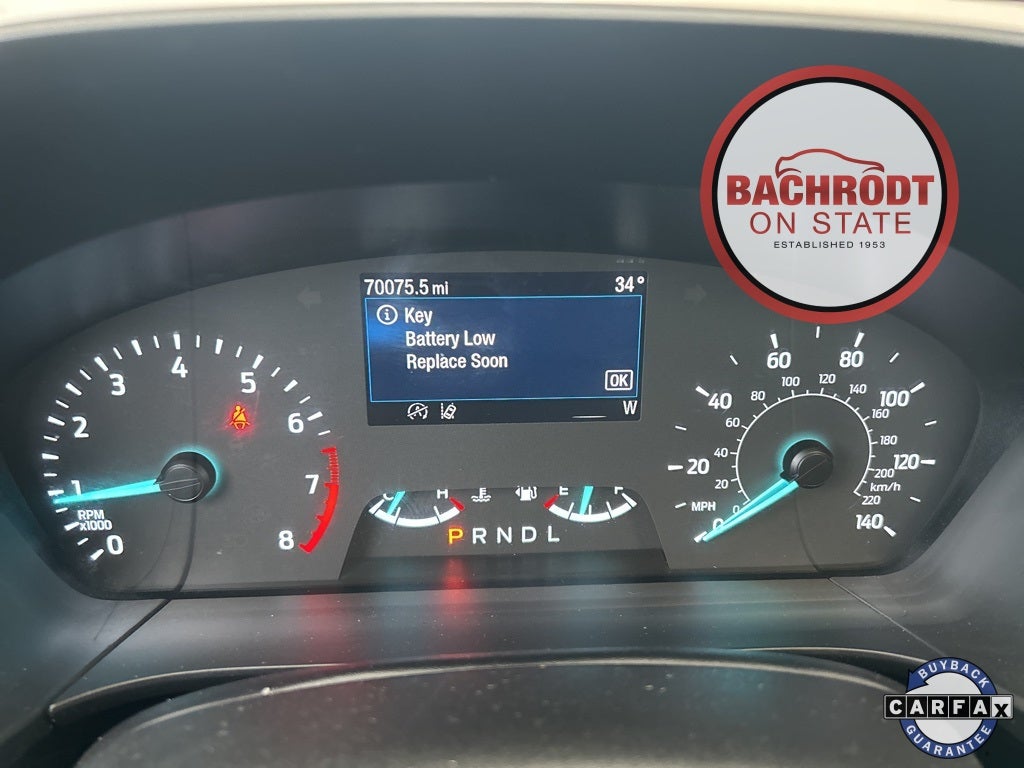 BACHRODT
ON STATE
ESTABLISHED 1953
70075.5 mi 34°
Key
Battery Low
Replace Soon
OK
W
0 1 2 3 4 5 6 7 8
RPM
x1000
H E F
P R N D L
20 40 60 80 100 120 140
MPH
0 20 40 60 80 100 120 140 160 180 200 220
km/h
BUYBACK
CARFAX
GUARANTEE